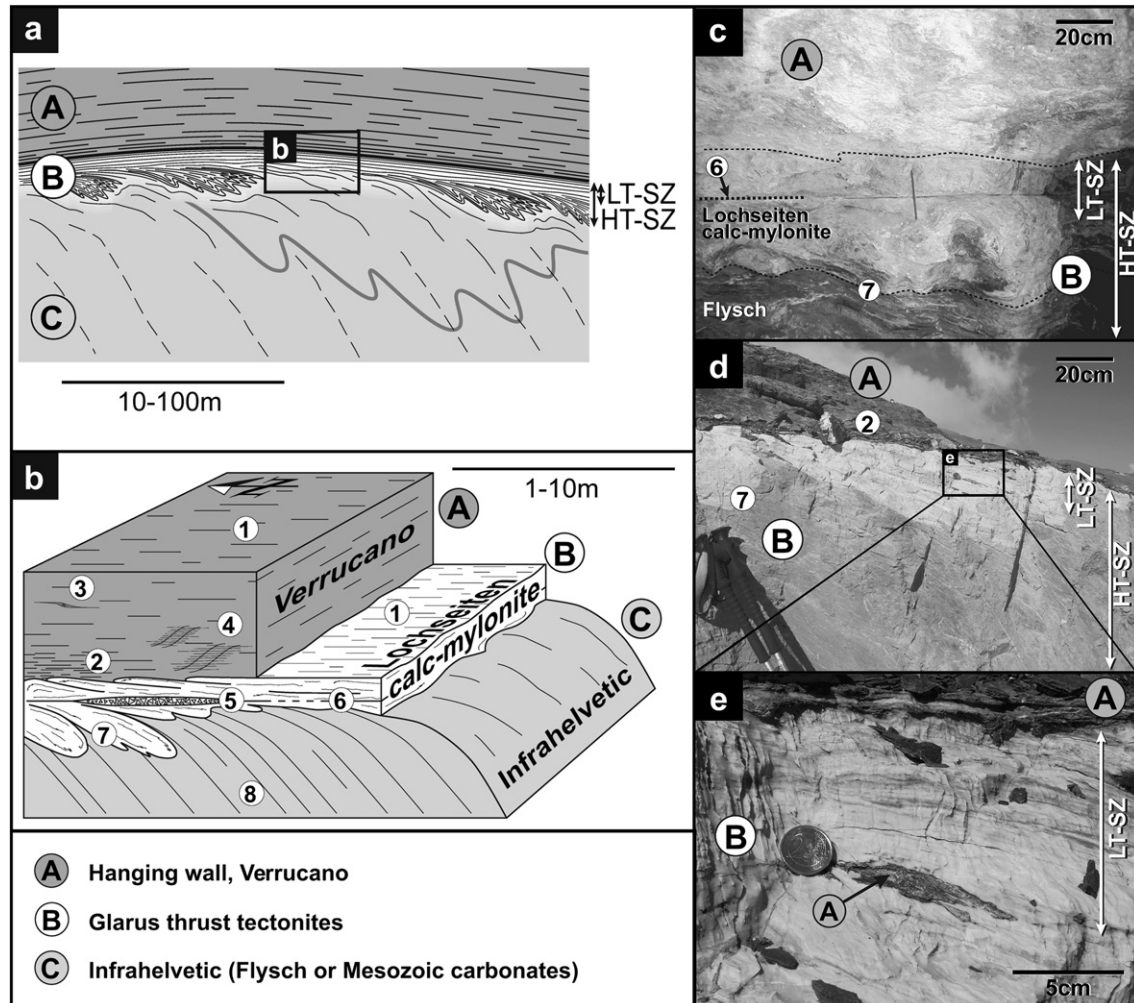 a
A
B
C
b
LT-SZ
HT-SZ
10-100m
b
N
1-10m
1
A
3
Verrucano
4
B
2
1
Lochseiten
calc-mylonite
C
5
6
7
Infrahelvetic
8
A Hanging wall, Verrucano
B Glarus thrust tectonites
C Infrahelvetic (Flysch or Mesozoic carbonates)
c
20cm
A
6
LT-SZ
Lochseiten
calc-mylonite
HT-SZ
B
7
Flysch
d
20cm
A
2
e
7
LT-SZ
B
HT-SZ
e
A
LT-SZ
B
2
A
5cm